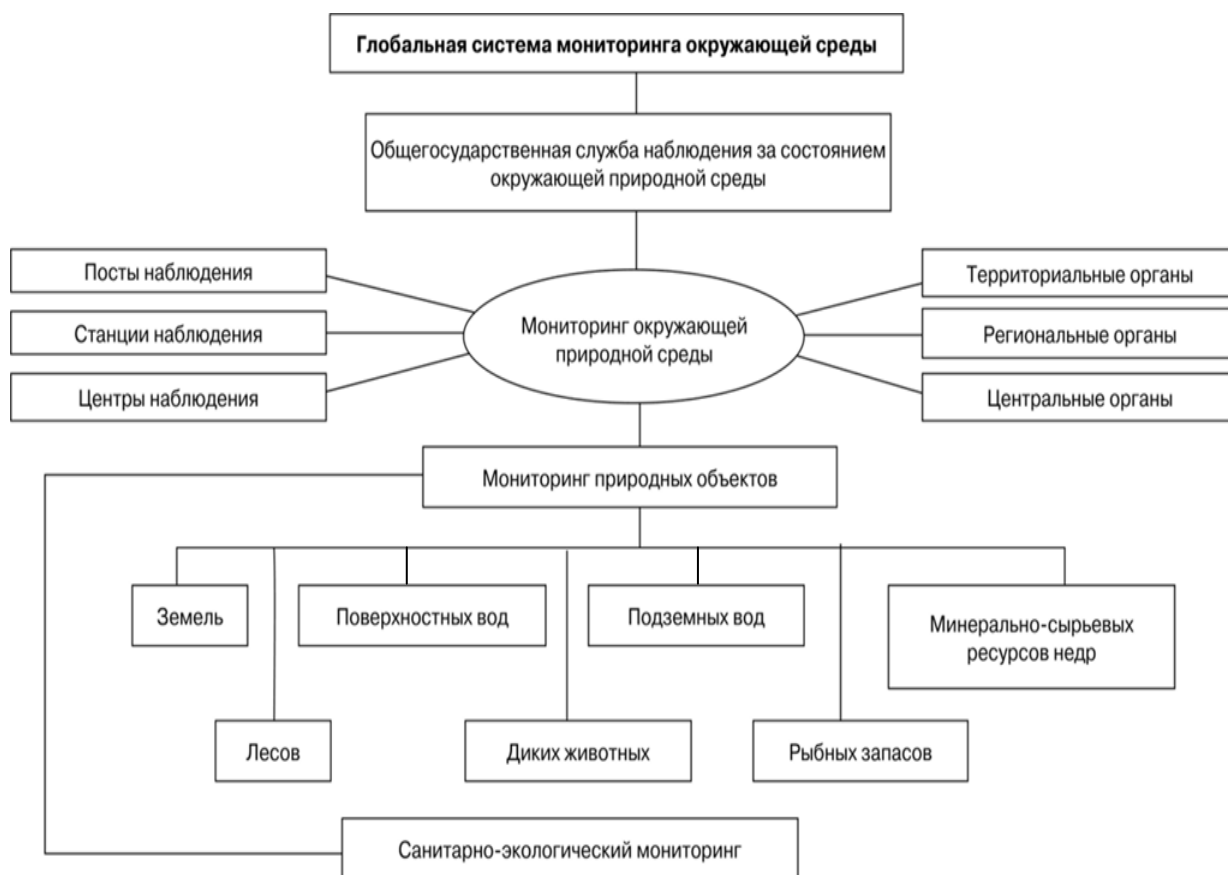 Глобальная система мониторинга окружающей среды
Общегосударственная служба наблюдения за состоянием
окружающей природной среды
Посты наблюдения
Станции наблюдения
Центры наблюдения
Мониторинг окружающей
природной среды
Территориальные органы
Региональные органы
Центральные органы
Мониторинг природных объектов
Земель
Поверхностных вод
Подземных вод
Минерально-сырьевых
ресурсов недр
Лесов
Диких животных
Рыбных запасов
Санитарно-экологический мониторинг